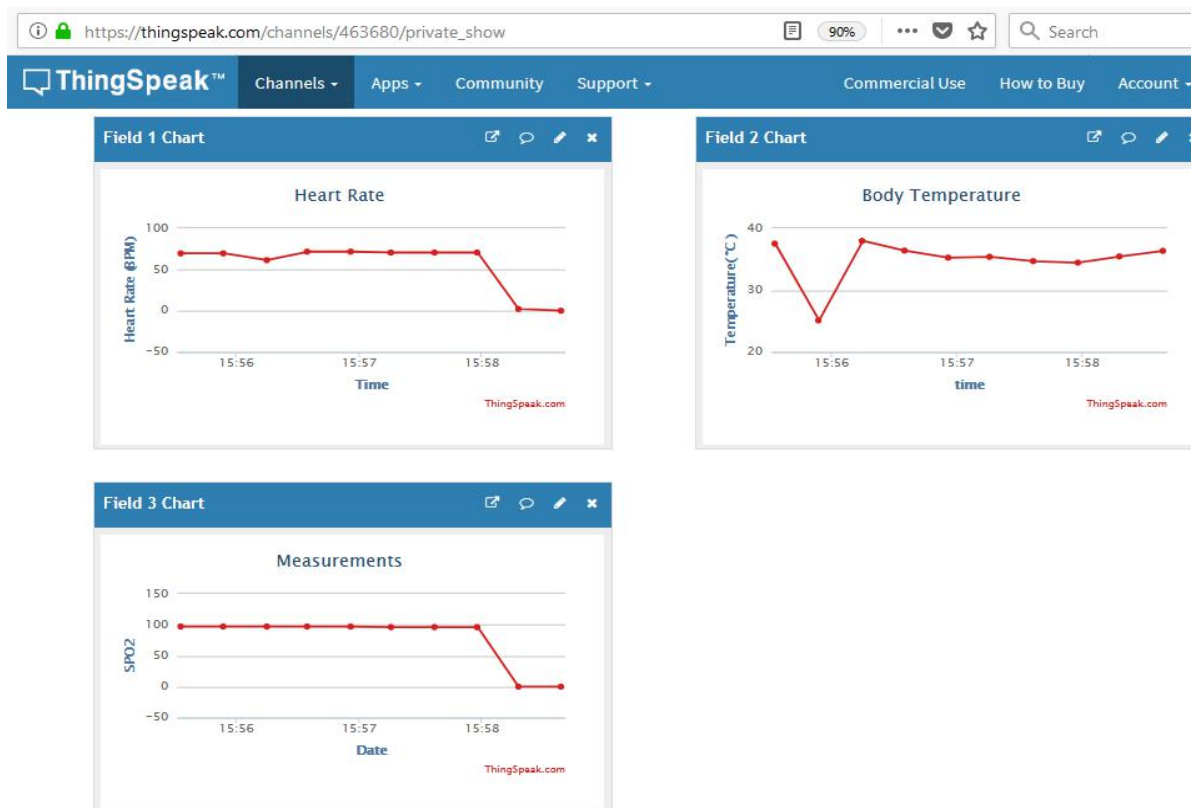 https://thingspeak.com/channels/463680/private_show
90%
Search
ThingSpeak™
Channels
Apps
Community
Support
Commercial Use
How to Buy
Account
Field 1 Chart
Heart Rate
Heart Rate (BPM)
100
50
0
-50
15:56
15:57
15:58
Time
ThingSpeak.com
Field 2 Chart
Body Temperature
Temperature(℃)
40
30
20
15:56
15:57
15:58
time
ThingSpeak.com
Field 3 Chart
Measurements
SPO2
150
100
50
0
-50
15:56
15:57
15:58
Date
ThingSpeak.com